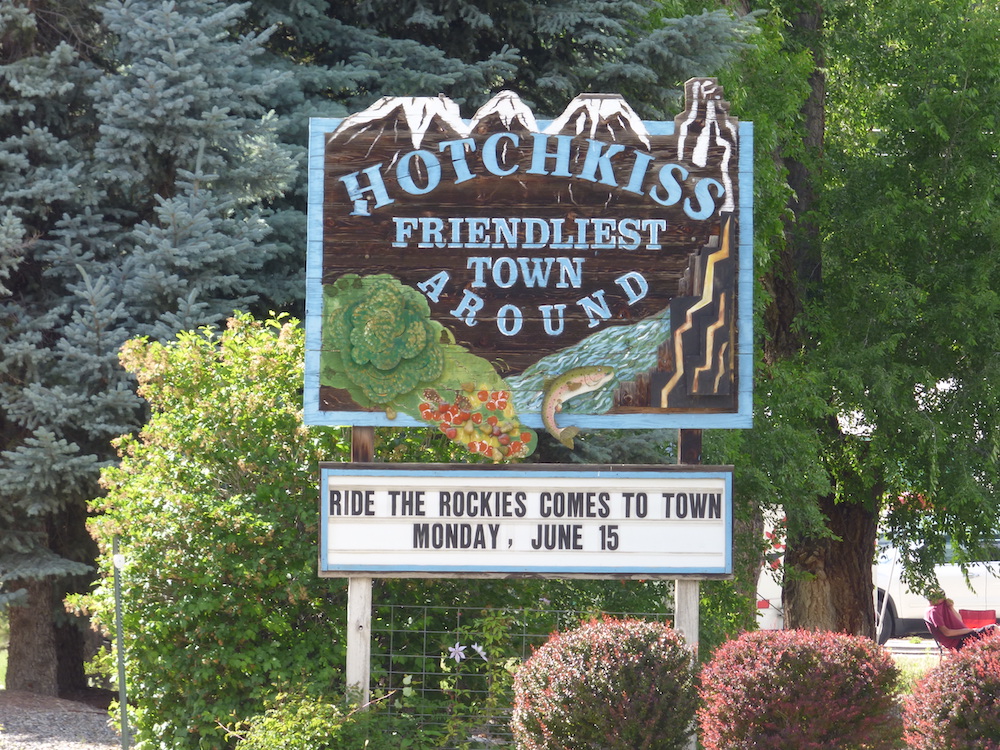 HOTCHKISS
FRIENDLIEST
TOWN
AROUND
RIDE THE ROCKIES COMES TO TOWN
MONDAY, JUNE 15